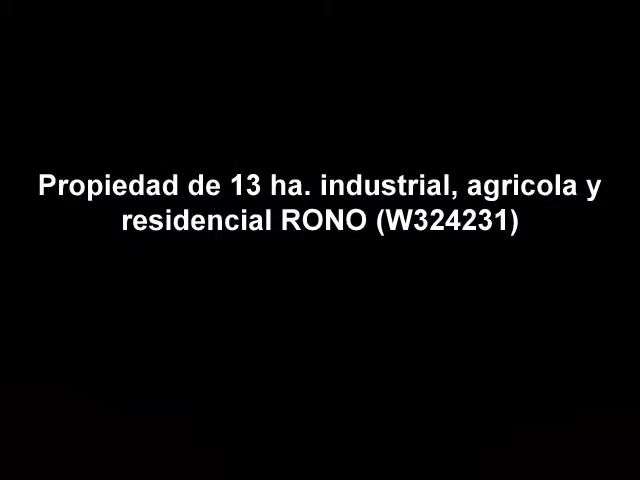 Propiedad de 13 ha. industrial, agricola y
residencial RONO (W324231)